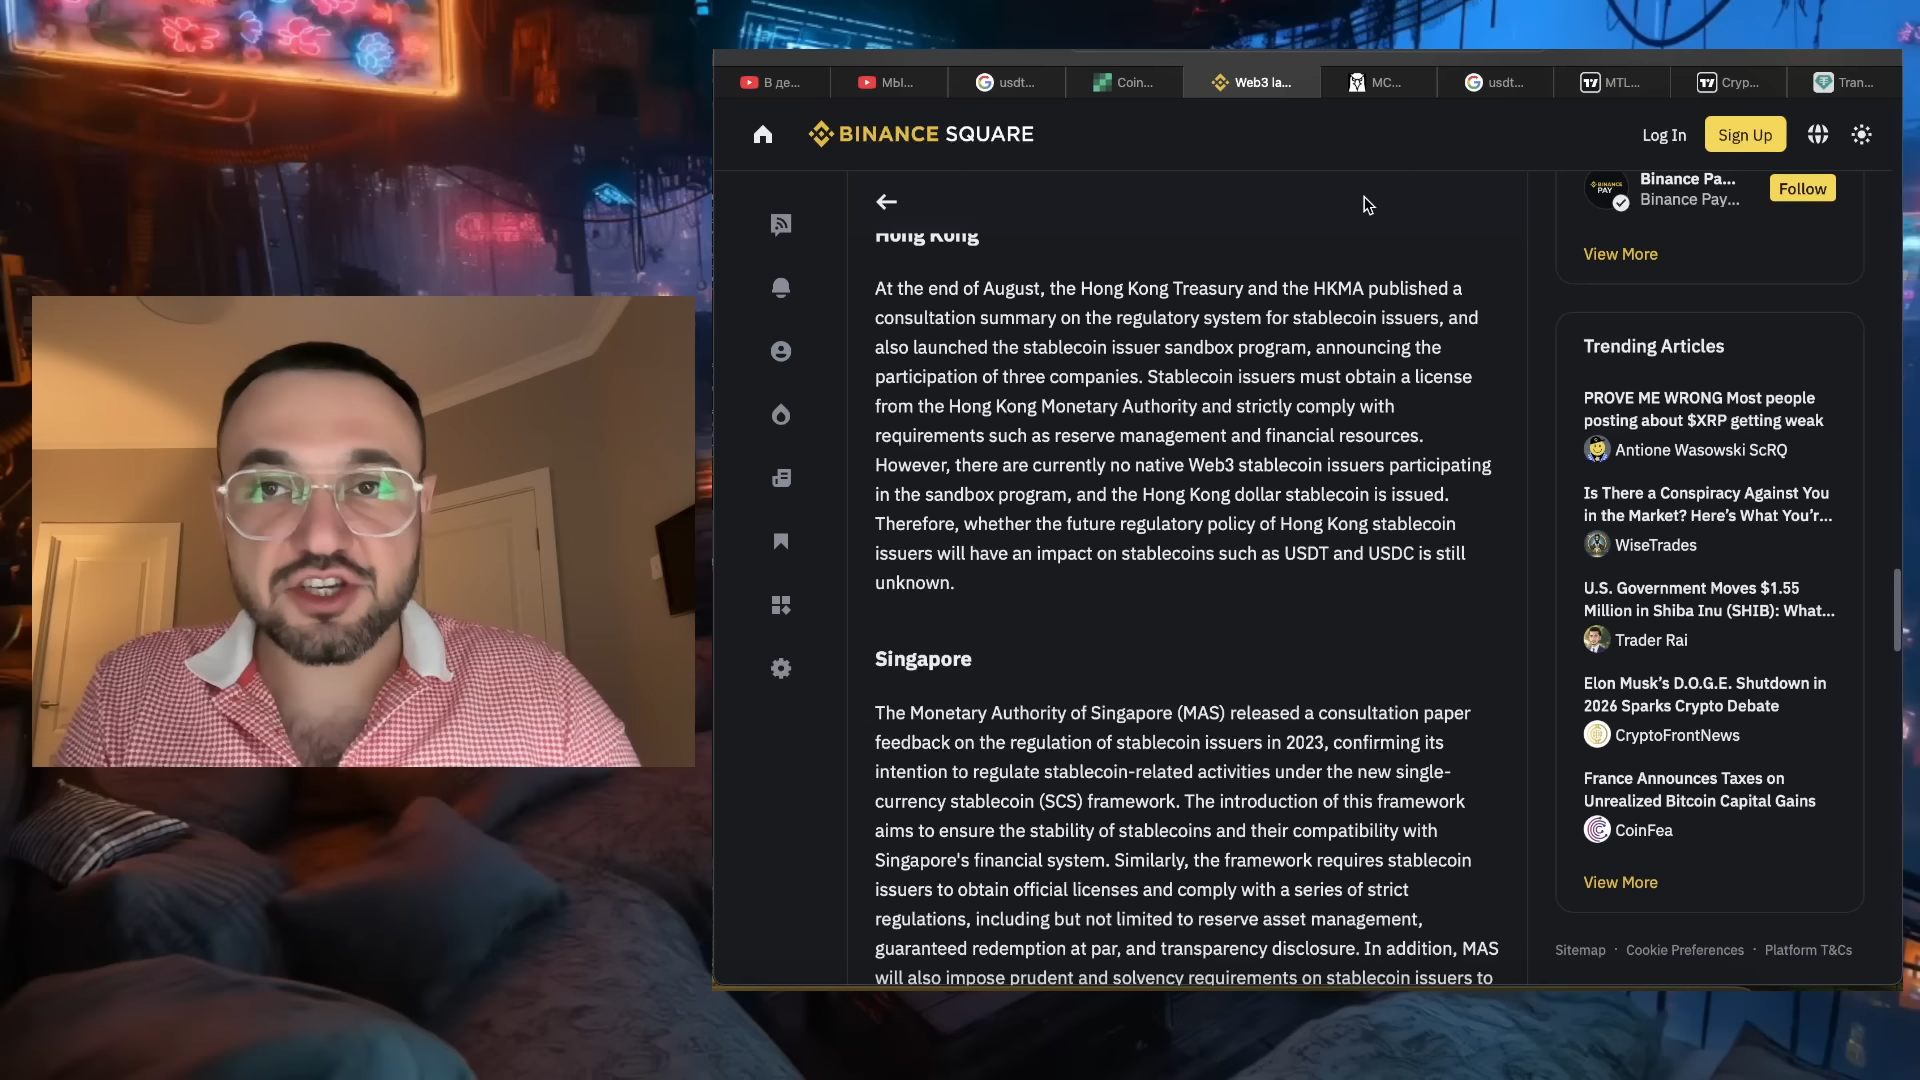 В де...
МЫ...
usdt...
Coin...
Web3 la...
MC...
usdt...
MTL...
Cryp...
Tran...
BINANCE SQUARE
Log In
Sign Up
Hong Kong
At the end of August, the Hong Kong Treasury and the HKMA published a
consultation summary on the regulatory system for stablecoin issuers, and
also launched the stablecoin issuer sandbox program, announcing the
participation of three companies. Stablecoin issuers must obtain a license
from the Hong Kong Monetary Authority and strictly comply with
requirements such as reserve management and financial resources.
However, there are currently no native Web3 stablecoin issuers participating
in the sandbox program, and the Hong Kong dollar stablecoin is issued.
Therefore, whether the future regulatory policy of Hong Kong stablecoin
issuers will have an impact on stablecoins such as USDT and USDC is still
unknown.
Singapore
The Monetary Authority of Singapore (MAS) released a consultation paper
feedback on the regulation of stablecoin issuers in 2023, confirming its
intention to regulate stablecoin-related activities under the new single-
currency stablecoin (SCS) framework. The introduction of this framework
aims to ensure the stability of stablecoins and their compatibility with
Singapore's financial system. Similarly, the framework requires stablecoin
issuers to obtain official licenses and comply with a series of strict
regulations, including but not limited to reserve asset management,
guaranteed redemption at par, and transparency disclosure. In addition, MAS
will also impose prudent and solvency requirements on stablecoin issuers to
BINANCE
PAY
Binance Pa...
Binance Pay...
Follow
View More
Trending Articles
PROVE ME WRONG Most people
posting about $XRP getting weak
Antione Wasowski ScRQ
Is There a Conspiracy Against You
in the Market? Here’s What You’r...
WiseTrades
U.S. Government Moves $1.55
Million in Shiba Inu (SHIB): What...
Trader Rai
Elon Musk’s D.O.G.E. Shutdown in
2026 Sparks Crypto Debate
CryptoFrontNews
France Announces Taxes on
Unrealized Bitcoin Capital Gains
CoinFea
View More
Sitemap · Cookie Preferences · Platform T&Cs